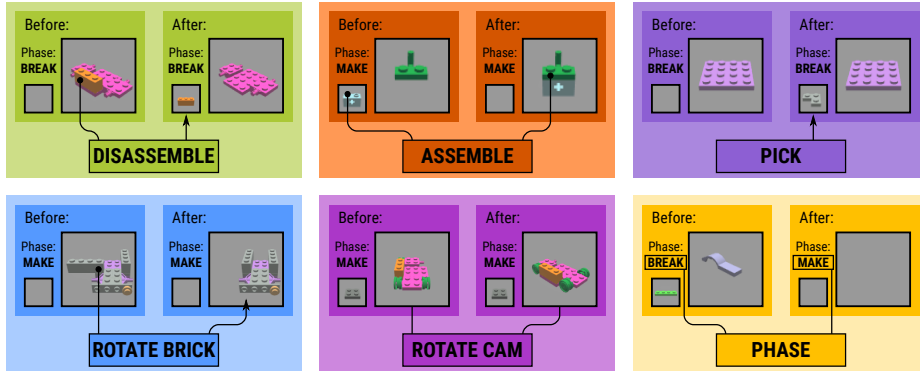 Before:
After:
Phase:
BREAK
Phase:
BREAK
DISASSEMBLE
Before:
After:
Phase:
MAKE
Phase:
MAKE
ASSEMBLE
Before:
After:
Phase:
BREAK
Phase:
BREAK
PICK
Before:
After:
Phase:
MAKE
Phase:
MAKE
ROTATE BRICK
Before:
After:
Phase:
MAKE
Phase:
MAKE
ROTATE CAM
Before:
After:
Phase:
BREAK
Phase:
MAKE
PHASE